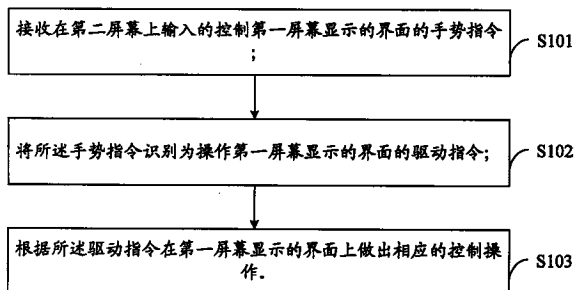 接收在第二屏幕上输入的控制第一屏幕显示的界面的手势指令
;
S101
将所述手势指令识别为操作第一屏幕显示的界面的驱动指令;
S102
根据所述驱动指令在第一屏幕显示的界面上做出相应的控制操
作.
S103